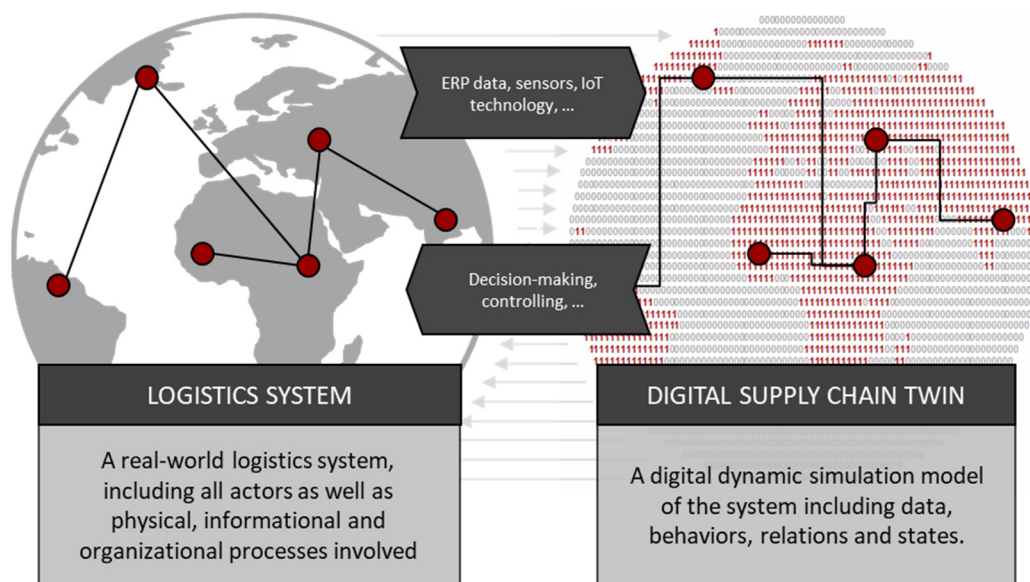 ERP data, sensors, IoT
technology, ...
Decision-making,
controlling, ...
LOGISTICS SYSTEM
A real-world logistics system,
including all actors as well as
physical, informational and
organizational processes involved
DIGITAL SUPPLY CHAIN TWIN
A digital dynamic simulation model
of the system including data,
behaviors, relations and states.